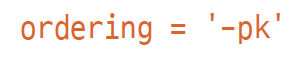 ordering = '-pk'